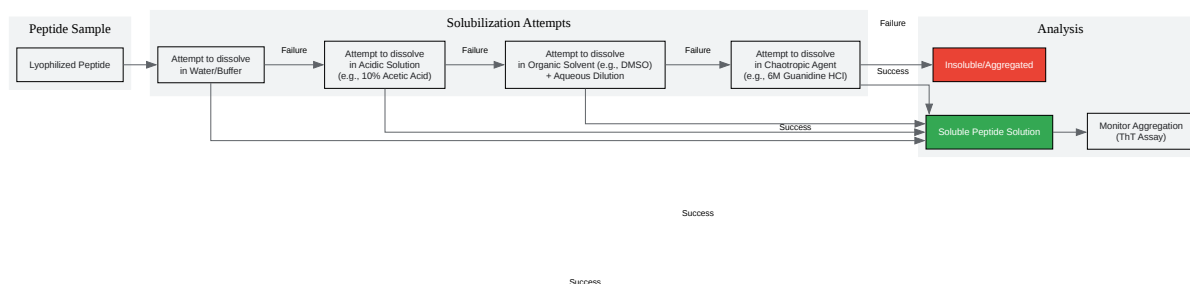 Peptide Sample
Lyophilized Peptide
Solubilization Attempts
Attempt to dissolve
in Water/Buffer
Failure
Attempt to dissolve
in Acidic Solution
(e.g., 10% Acetic Acid)
Failure
Attempt to dissolve
in Organic Solvent (e.g., DMSO)
+ Aqueous Dilution
Failure
Attempt to dissolve
in Chaotropic Agent
(e.g., 6M Guanidine HCl)
Failure
Success
Analysis
Insoluble/Aggregated
Soluble Peptide Solution
Monitor Aggregation
(ThT Assay)
Success
Success
Success